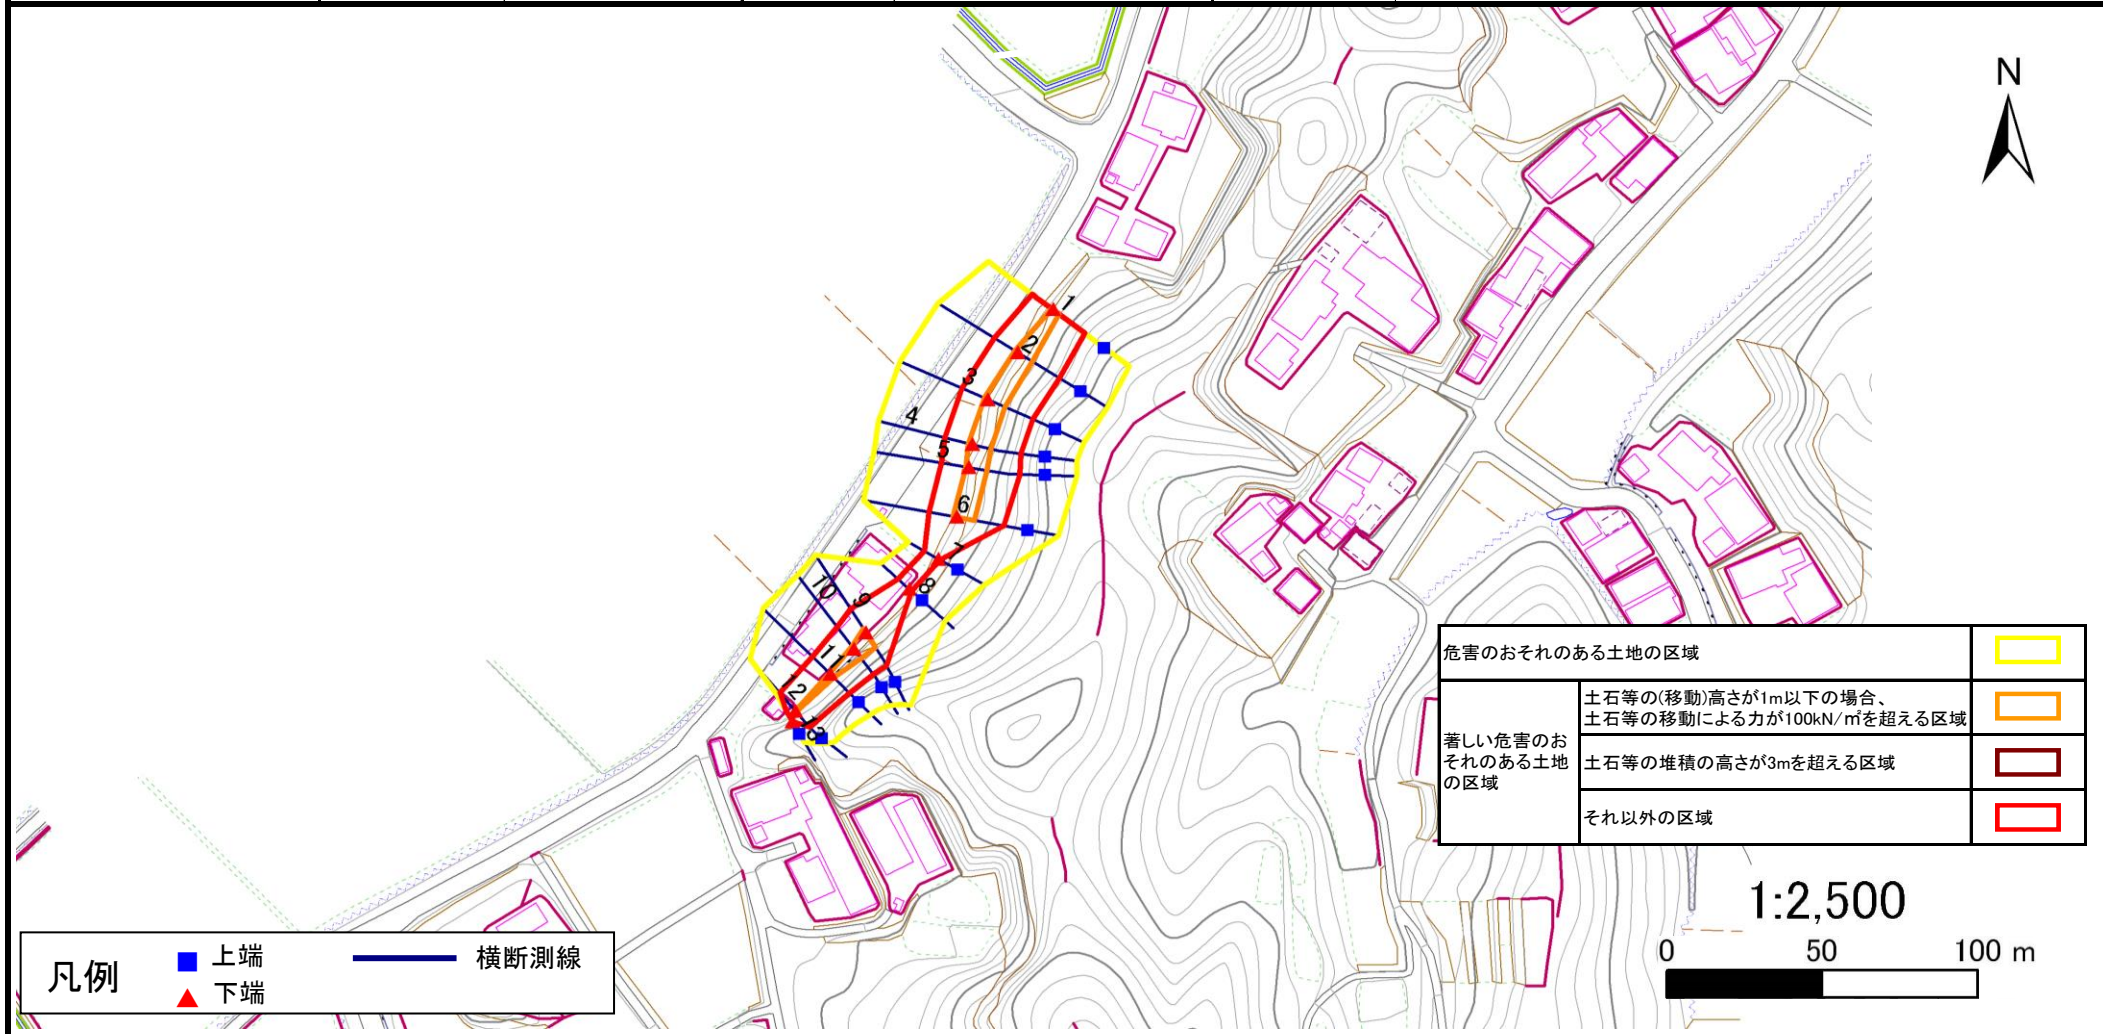 N
1
2
3
4
5
6
7
8
9
10
11
12
13
危害のおそれのある土地の区域
著しい危害のお
それのある土地
の区域
土石等の(移動)高さが1m以下の場合、
土石等の移動による力が100kN/㎡を超える区域
土石等の堆積の高さが3mを超える区域
それ以外の区域
1:2,500
0 50 100 m
凡例
上端
下端
横断測線